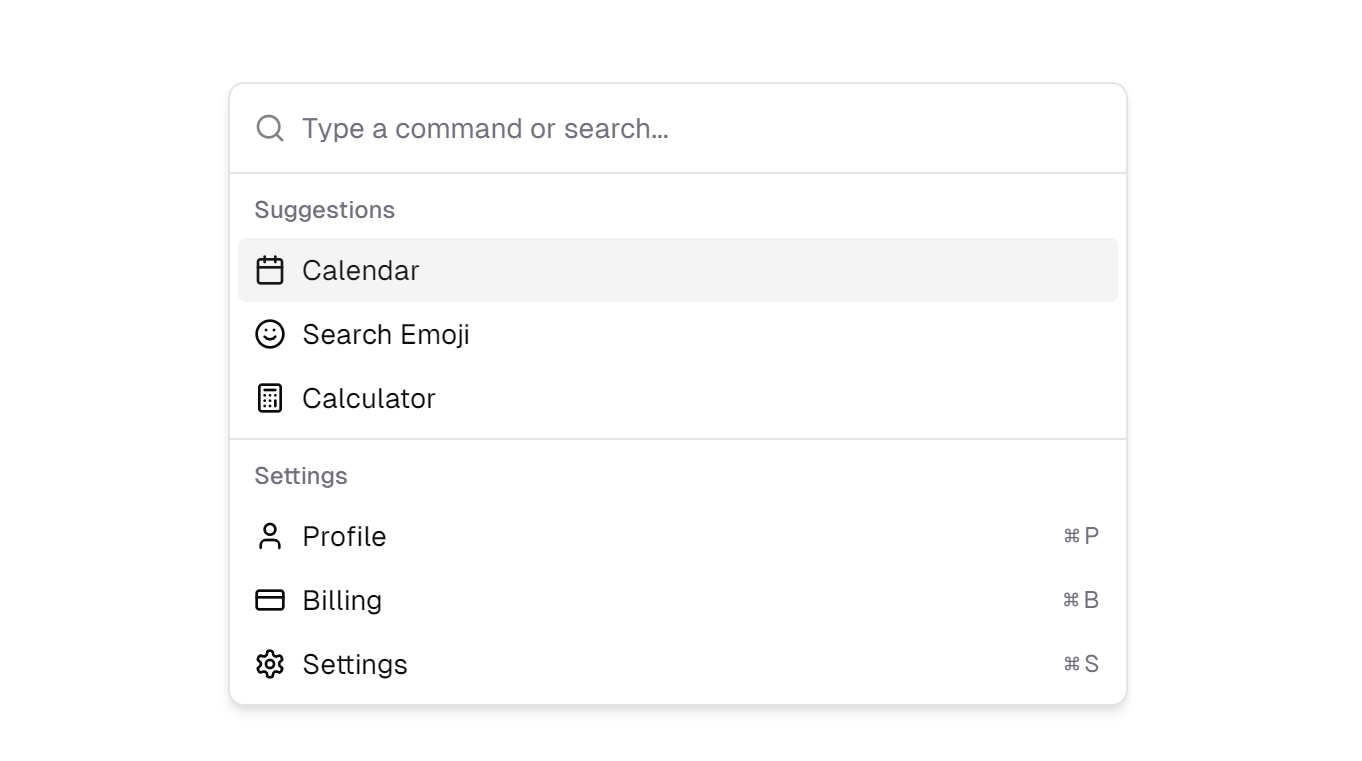 Type a command or search...
Suggestions
Calendar
Search Emoji
Calculator
Settings
Profile ⌘P
Billing ⌘B
Settings ⌘S